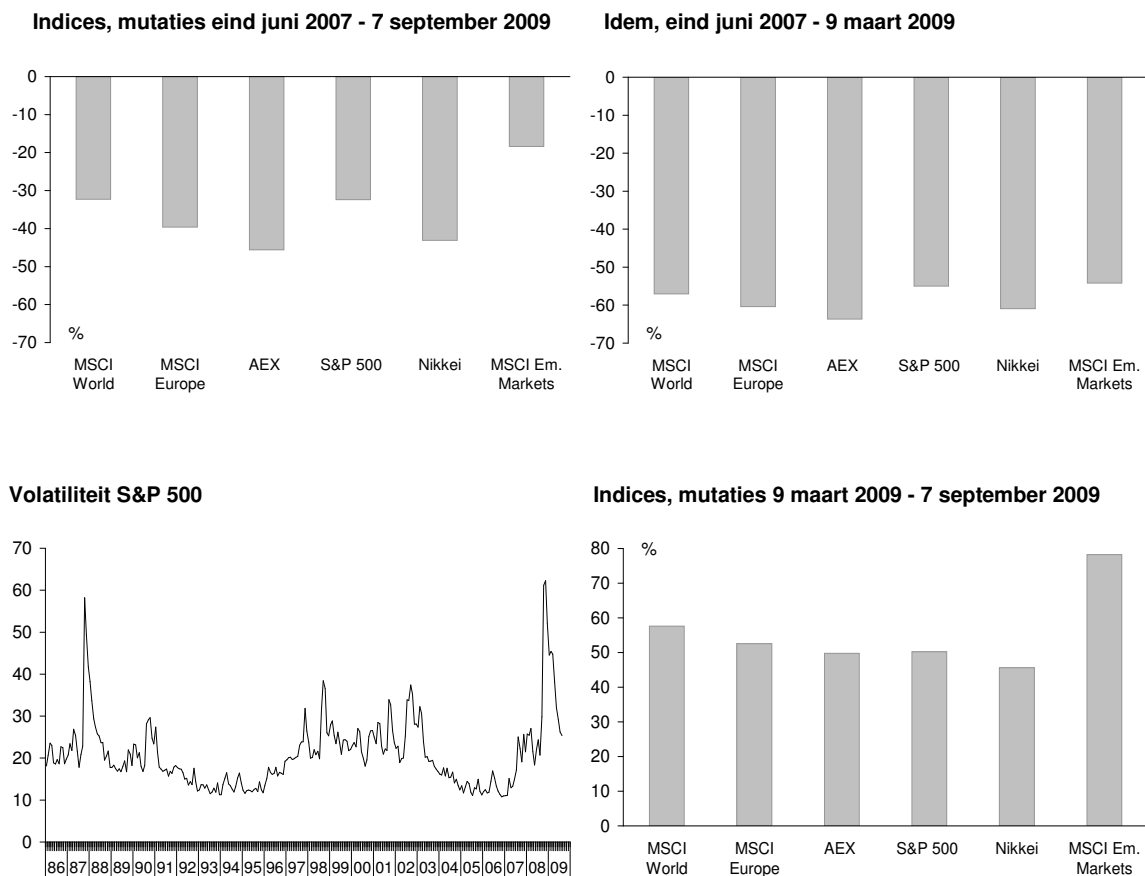 Indices, mutaties eind juni 2007 - 7 september 2009
0
-10
-20
-30
-40
-50
-60
-70
%
MSCI World
MSCI Europe
AEX
S&P 500
Nikkei
MSCI Em. Markets
Idem, eind juni 2007 - 9 maart 2009
0
-10
-20
-30
-40
-50
-60
-70
%
MSCI World
MSCI Europe
AEX
S&P 500
Nikkei
MSCI Em. Markets
Volatiliteit S&P 500
70
60
50
40
30
20
10
0
86 87 88 89 90 91 92 93 94 95 96 97 98 99 00 01 02 03 04 05 06 07 08 09
Indices, mutaties 9 maart 2009 - 7 september 2009
80
70
60
50
40
30
20
10
0
%
MSCI World
MSCI Europe
AEX
S&P 500
Nikkei
MSCI Em. Markets